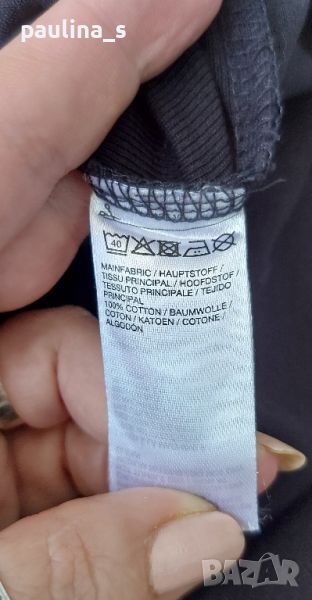 paulina_s
40
MAINFABRIC / HAUPTSTOFF /
TISSU PRINCIPAL / HOOFDSTOF /
TESSUTO PRINCIPALE / TEJIDO
PRINCIPAL
100% COTTON / BAUMWOLLE /
COTON / KATOEN / COTONE /
ALGODÓN
BAZAR